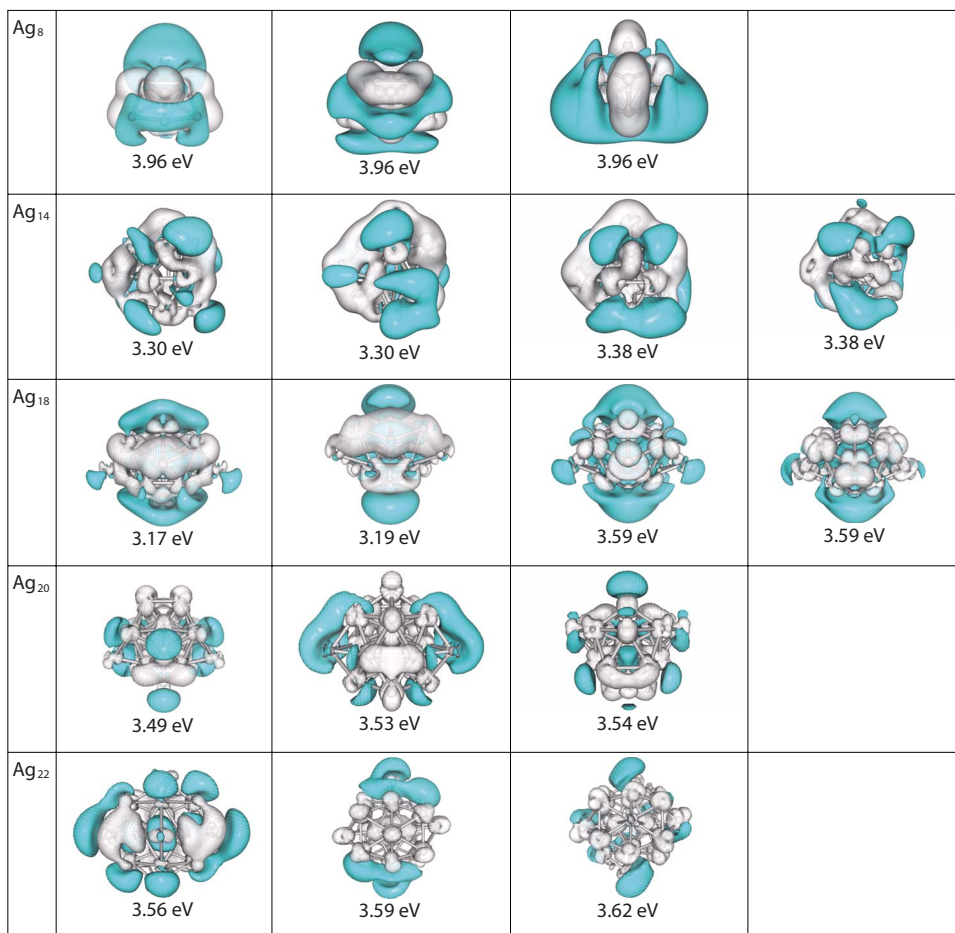 Ag₈
3.96 eV 3.96 eV 3.96 eV
Ag₁₄
3.30 eV 3.30 eV 3.38 eV 3.38 eV
Ag₁₈
3.17 eV 3.19 eV 3.59 eV 3.59 eV
Ag₂₀
3.49 eV 3.53 eV 3.54 eV
Ag₂₂
3.56 eV 3.59 eV 3.62 eV